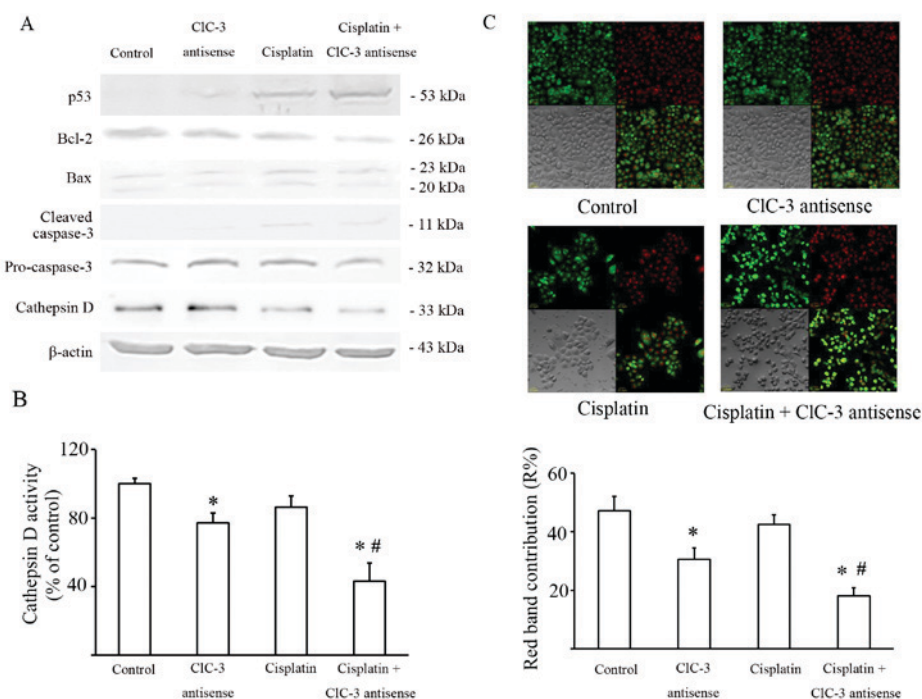 A
Control
ClC-3
antisense
Cisplatin
Cisplatin +
ClC-3 antisense
p53
- 53 kDa
Bcl-2
- 26 kDa
Bax
- 23 kDa
- 20 kDa
Cleaved
caspase-3
- 11 kDa
Pro-caspase-3
- 32 kDa
Cathepsin D
- 33 kDa
β-actin
- 43 kDa
B
Cathepsin D activity
(% of control)
120
80
40
*
* #
Control
ClC-3
antisense
Cisplatin
Cisplatin +
ClC-3 antisense
C
Control
ClC-3 antisense
Cisplatin
Cisplatin + ClC-3 antisense
Red band contribution (R%)
60
40
20
*
* #
Control
ClC-3
antisense
Cisplatin
Cisplatin +
ClC-3 antisense